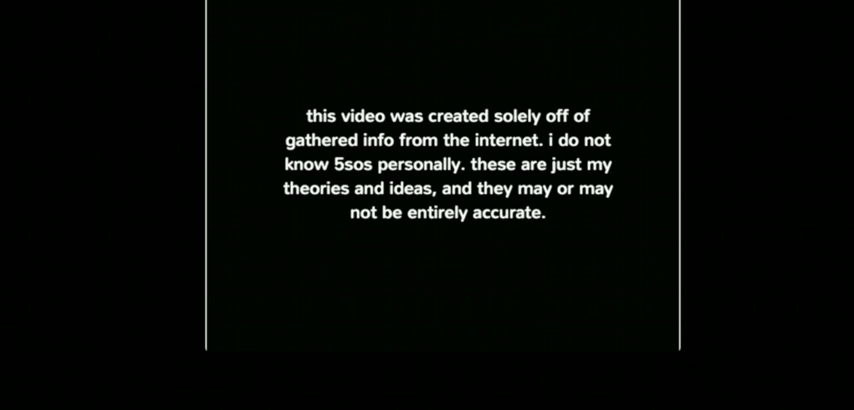 this video was created solely off of
gathered info from the internet. i do not
know 5sos personally. these are just my
theories and ideas, and they may or may
not be entirely accurate.